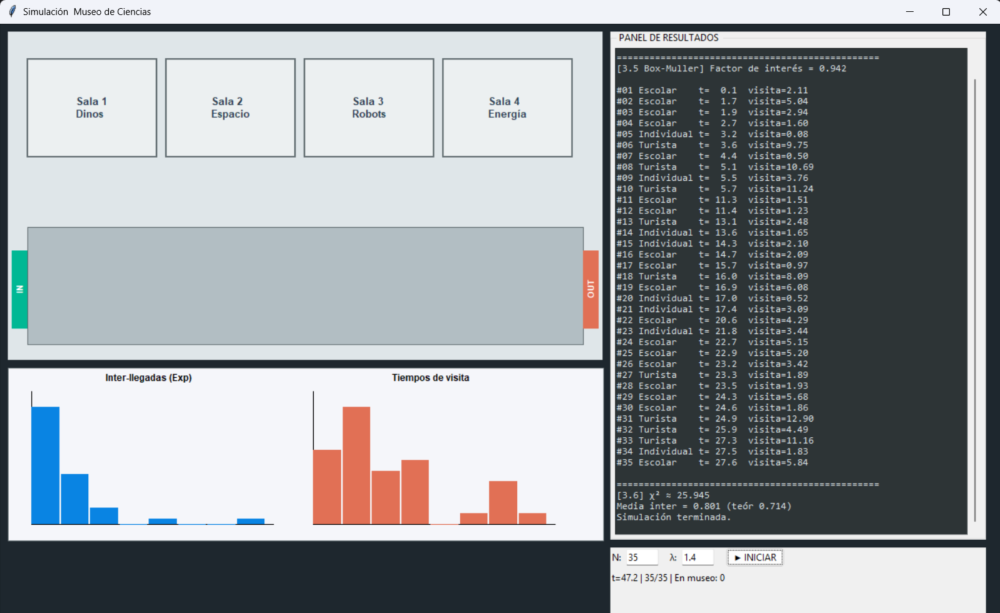 Simulación  Museo de Ciencias
Sala 1
Dinos
Sala 2
Espacio
Sala 3
Robots
Sala 4
Energía
IN
OUT
Inter-llegadas (Exp)
Tiempos de visita
PANEL DE RESULTADOS
================================================
[3.5 Box-Muller] Factor de interés = 0.942
#01 Escolar    t=  0.1  visita=2.11
#02 Escolar    t=  1.7  visita=5.04
#03 Escolar    t=  1.9  visita=2.94
#04 Escolar    t=  2.7  visita=1.60
#05 Individual t=  3.2  visita=0.08
#06 Turista    t=  3.6  visita=9.75
#07 Escolar    t=  4.4  visita=0.50
#08 Turista    t=  5.1  visita=10.69
#09 Individual t=  5.5  visita=3.76
#10 Turista    t=  5.7  visita=11.24
#11 Escolar    t= 11.3  visita=1.51
#12 Escolar    t= 11.4  visita=1.23
#13 Turista    t= 13.1  visita=2.48
#14 Individual t= 13.6  visita=1.65
#15 Individual t= 14.3  visita=2.10
#16 Escolar    t= 14.7  visita=2.09
#17 Escolar    t= 15.7  visita=0.97
#18 Turista    t= 16.0  visita=8.09
#19 Escolar    t= 16.9  visita=6.08
#20 Individual t= 17.0  visita=0.52
#21 Individual t= 17.4  visita=3.09
#22 Escolar    t= 20.6  visita=4.29
#23 Individual t= 21.8  visita=3.44
#24 Escolar    t= 22.7  visita=5.15
#25 Escolar    t= 22.9  visita=5.20
#26 Escolar    t= 23.2  visita=3.42
#27 Turista    t= 23.3  visita=1.89
#28 Escolar    t= 23.5  visita=1.93
#29 Escolar    t= 24.3  visita=5.68
#30 Escolar    t= 24.6  visita=1.86
#31 Turista    t= 24.9  visita=12.90
#32 Turista    t= 25.9  visita=4.49
#33 Turista    t= 27.3  visita=11.16
#34 Individual t= 27.5  visita=1.83
#35 Escolar    t= 27.6  visita=5.84
================================================
[3.6] χ² ≈ 25.945
Media inter = 0.801 (teór 0.714)
Simulación terminada.
N: 35 λ: 1.4 ► INICIAR
t=47.2 | 35/35 | En museo: 0